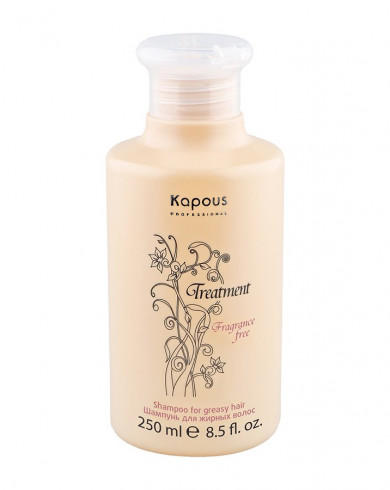 Kapous
PROFESSIONAL
Treatment
Fragrance
free
Shampoo for greasy hair
Шампунь для жирных волос
250 ml ℮ 8.5 fl. oz.